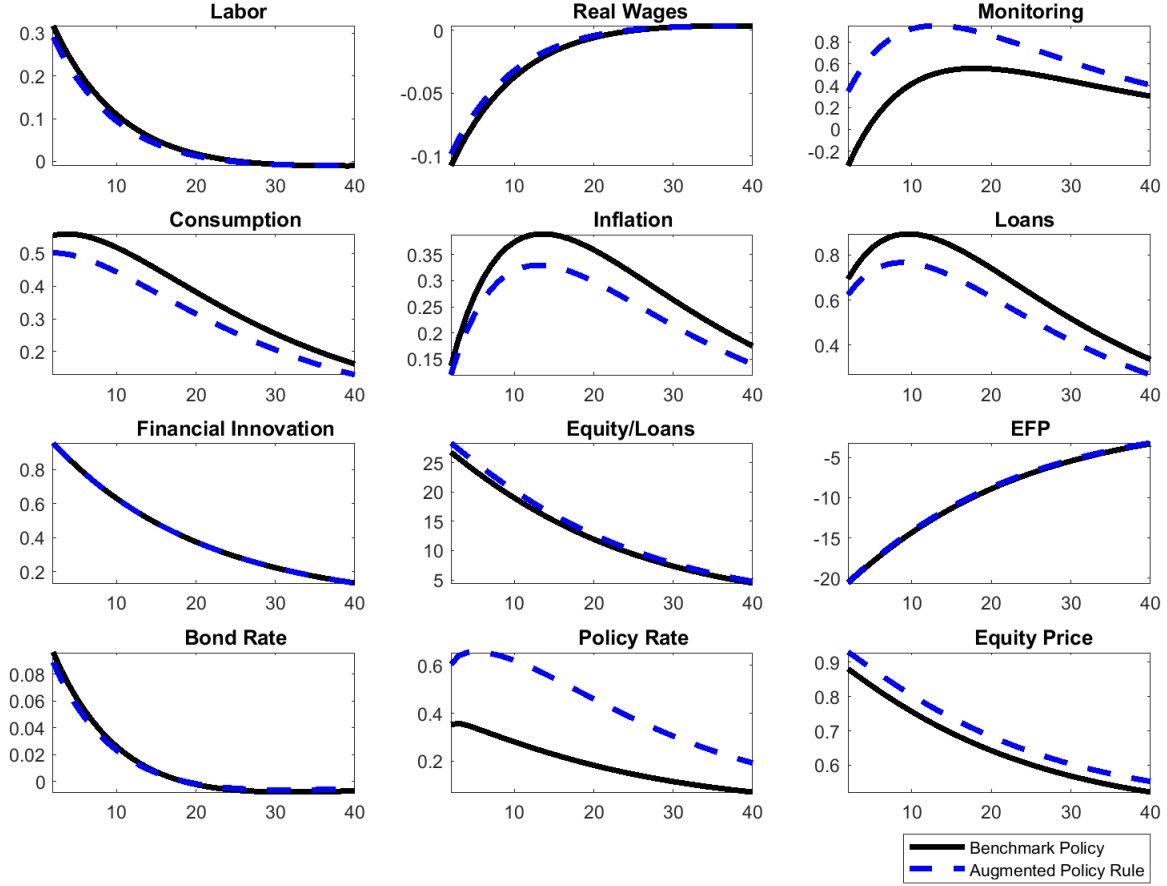 Labor
0.3
0.2
0.1
0
10 20 30 40
Real Wages
0
-0.05
-0.1
10 20 30 40
Monitoring
0.8
0.6
0.4
0.2
0
-0.2
10 20 30 40
Consumption
0.5
0.4
0.3
0.2
10 20 30 40
Inflation
0.35
0.3
0.25
0.2
0.15
10 20 30 40
Loans
0.8
0.6
0.4
10 20 30 40
Financial Innovation
0.8
0.6
0.4
0.2
10 20 30 40
Equity/Loans
25
20
15
10
5
10 20 30 40
EFP
-5
-10
-15
-20
10 20 30 40
Bond Rate
0.08
0.06
0.04
0.02
0
10 20 30 40
Policy Rate
0.6
0.4
0.2
10 20 30 40
Equity Price
0.9
0.8
0.7
0.6
10 20 30 40
Benchmark Policy
Augmented Policy Rule